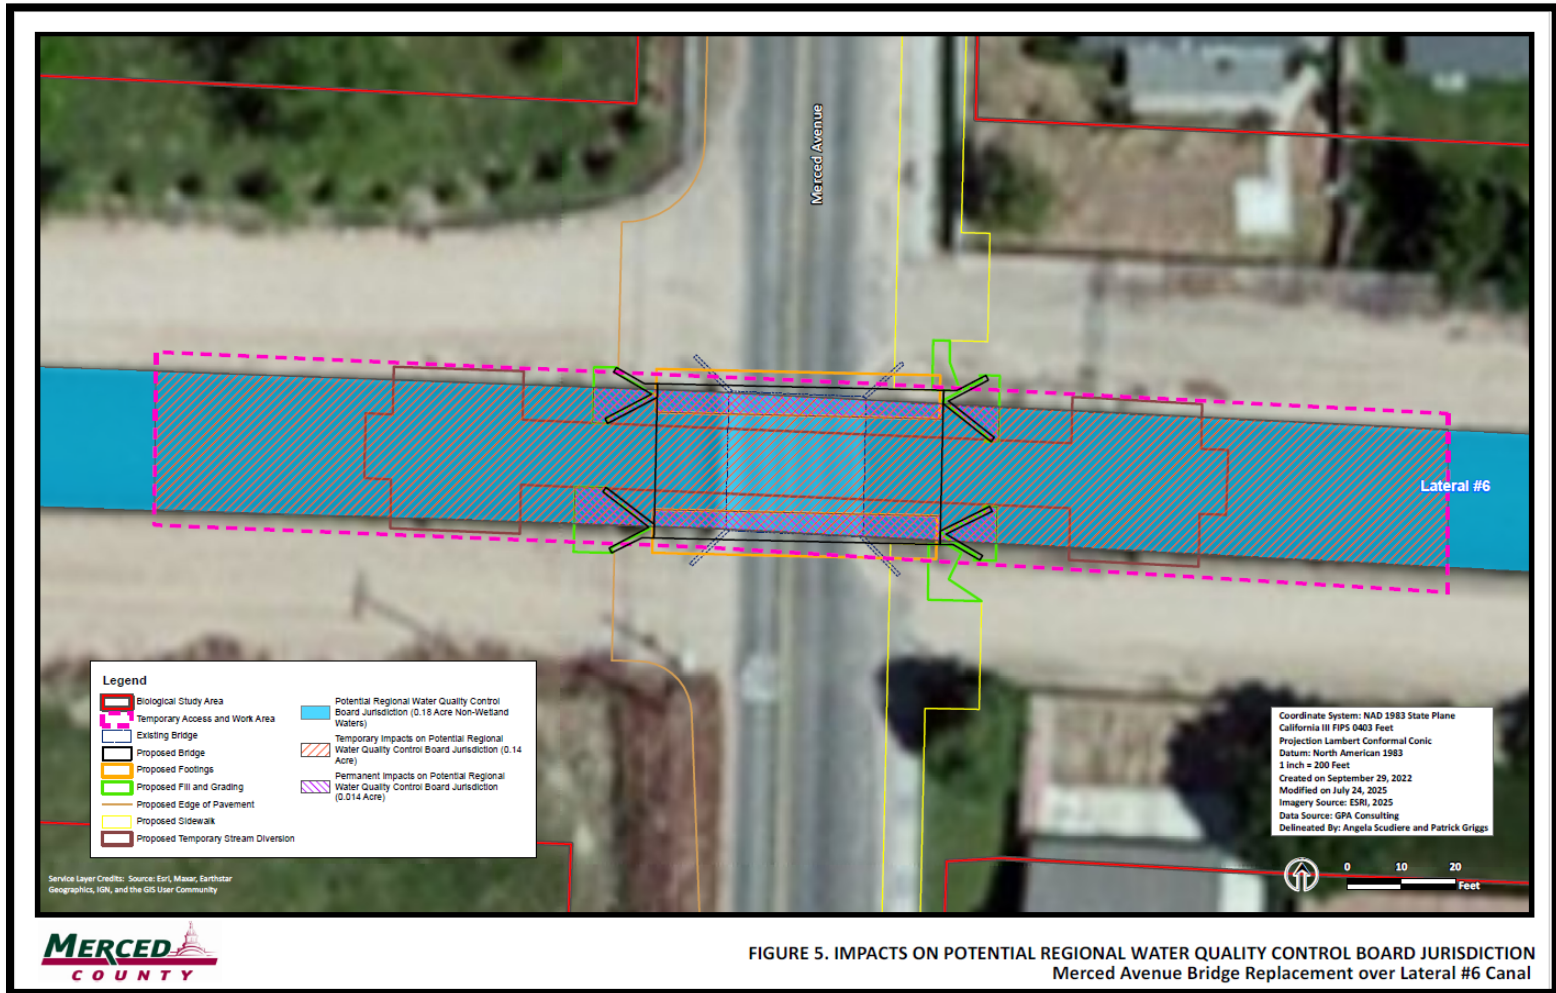 Merced Avenue
Lateral #6
Legend
Biological Study Area
Temporary Access and Work Area
Existing Bridge
Proposed Bridge
Proposed Footings
Proposed Fill and Grading
Proposed Edge of Pavement
Proposed Sidewalk
Proposed Temporary Stream Diversion
Potential Regional Water Quality Control
Board Jurisdiction (0.18 Acre Non-Wetland
Waters)
Temporary Impacts on Potential Regional
Water Quality Control Board Jurisdiction (0.14
Acre)
Permanent Impacts on Potential Regional
Water Quality Control Board Jurisdiction
(0.014 Acre)
Coordinate System: NAD 1983 State Plane
California III FIPS 0403 Feet
Projection Lambert Conformal Conic
Datum: North American 1983
1 inch = 200 Feet
Created on September 29, 2022
Modified on July 24, 2025
Imagery Source: ESRI, 2025
Data Source: GPA Consulting
Delineated By: Angela Scudiere and Patrick Griggs
0 10 20
Feet
Service Layer Credits: Source: Esri, Maxar, Earthstar
Geographics, IGN, and the GIS User Community
MERCED
COUNTY
FIGURE 5. IMPACTS ON POTENTIAL REGIONAL WATER QUALITY CONTROL BOARD JURISDICTION
Merced Avenue Bridge Replacement over Lateral #6 Canal